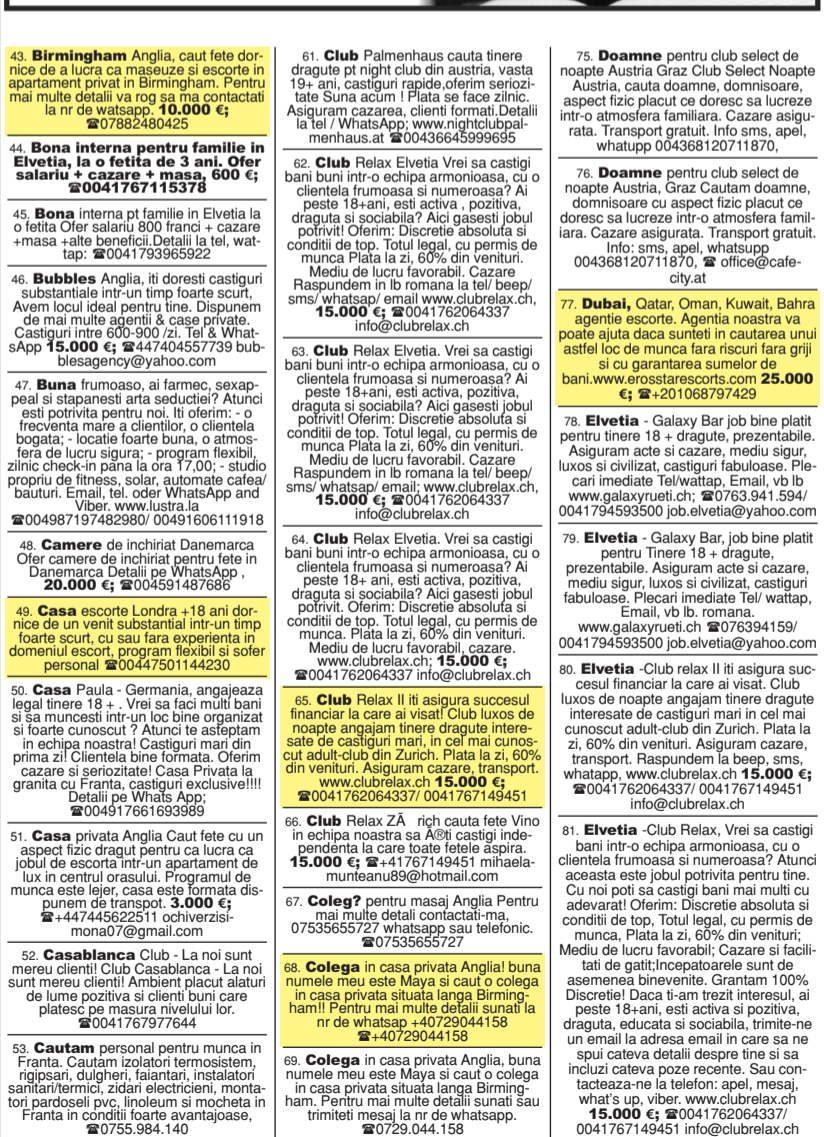 43. Birmingham Anglia, caut fete dor-
nice de a lucra ca maseuze si escorte in
apartament privat in Birmingham. Pentru
mai multe detalii va rog sa ma contactati
la nr de watsapp. 10.000 €;
☎07882480425
44. Bona interna pentru familie in
Elvetia, la o fetita de 3 ani. Ofer
salariu + cazare + masa, 600 €;
☎0041767115378
45. Bona interna pt familie in Elvetia la
o fetita Ofer salariu 800 franci + cazare
+masa +alte beneficii.Detalii la tel, wat-
tap: ☎0041793965922
46. Bubbles Anglia, iti doresti castiguri
substantiale intr-un timp foarte scurt,
Avem locul ideal pentru tine. Dispunem
de mai multe agentii & case private.
Castiguri intre 600-900 /zi. Tel & What-
sApp 15.000 €; ☎447404557739 bub-
blesagency@yahoo.com
47. Buna frumoaso, ai farmec, sexap-
peal si stapanesti arta seductiei? Atunci
esti potrivita pentru noi. Iti oferim: - o
frecventa mare a clientilor, o clientela
bogata; - locatie foarte buna, o atmos-
fera de lucru sigura; - program flexibil,
zilnic check-in pana la ora 17,00; - studio
propriu de fitness, solar, automate cafea/
bauturi. Email, tel. oder WhatsApp and
Viber. www.lustra.la
☎004987197482980/ 00491606111918
48. Camere de inchiriat Danemarca
Ofer camere de inchiriat pentru fete in
Danemarca Detalii pe WhatsApp ,
20.000 €; ☎004591487686
49. Casa escorte Londra +18 ani dor-
nice de un venit substantial intr-un timp
foarte scurt, cu sau fara experienta in
domeniul escort, program flexibil si sofer
personal ☎00447501144230
50. Casa Paula - Germania, angajeaza
legal tinere 18 + . Vrei sa faci multi bani
si sa muncesti intr-un loc bine organizat
si foarte cunoscut ? Atunci te asteptam
in echipa noastra! Castiguri mari din
prima zi! Clientela bine formata. Oferim
cazare si seriozitate! Casa Privata la
granita cu Franta, castiguri exclusive!!!!
Detalii pe Whats App;
☎004917661693989
51. Casa privata Anglia Caut fete cu un
aspect fizic dragut pentru ca lucra ca
jobul de escorta intr-un apartament de
lux in centrul orasului. Programul de
munca este lejer, casa este formata dis-
punem de transpot. 3.000 €;
☎+447445622511 ochiverzisi-
mona07@gmail.com
52. Casablanca Club - La noi sunt
mereu clienti! Club Casablanca - La noi
sunt mereu clienti! Ambient placut alaturi
de lume pozitiva si clienti buni care
platesc pe masura nivelului lor.
☎0041767977644
53. Cautam personal pentru munca in
Franta. Cautam izolatori termosistem,
rigipsari, dulgheri, faiantari, instalatori
sanitari/termici, zidari electricieni, monta-
tori pardoseli pvc, linoleum si mocheta in
Franta in conditii foarte avantajoase,
☎0755.984.140
61. Club Palmenhaus cauta tinere
dragute pt night club din austria, vasta
19+ ani, castiguri rapide,oferim seriozi-
tate Suna acum ! Plata se face zilnic.
Asiguram cazarea, clienti formati.Detalii
la tel / WhatsApp; www.nightclubpal-
menhaus.at ☎00436645999695
62. Club Relax Elvetia Vrei sa castigi
bani buni intr-o echipa armonioasa, cu o
clientela frumoasa si numeroasa? Ai
peste 18+ani, esti activa , pozitiva,
draguta si sociabila? Aici gasesti jobul
potrivit! Oferim: Discretie absoluta si
conditii de top. Totul legal, cu permis de
munca Plata la zi, 60% din venituri.
Mediu de lucru favorabil. Cazare
Raspundem in lb romana la tel/ beep/
sms/ whatsap/ email www.clubrelax.ch,
15.000 €; ☎0041762064337
info@clubrelax.ch
63. Club Relax Elvetia. Vrei sa castigi
bani buni intr-o echipa armonioasa, cu o
clientela frumoasa si numeroasa? Ai
peste 18+ani, esti activa, pozitiva,
draguta si sociabila? Aici gasesti jobul
potrivit! Oferim: Discretie absoluta si
conditii de top. Totul legal, cu permis de
munca Plata la zi, 60% din venituri.
Mediu de lucru favorabil. Cazare
Raspundem in lb romana la tel/ beep/
sms/ whatsap/ email; www.clubrelax.ch,
15.000 €; ☎0041762064337
info@clubrelax.ch
64. Club Relax Elvetia. Vrei sa castigi
bani buni intr-o echipa armonioasa, cu o
clientela frumoasa si numeroasa? Ai
peste 18+ ani, esti activa, pozitiva,
draguta si sociabila? Aici gasesti jobul
potrivit. Oferim: Discretie absoluta si
conditii de top. Totul legal, cu permis de
munca. Plata la zi, 60% din venituri.
Mediu de lucru favorabil, cazare.
www.clubrelax.ch; 15.000 €;
☎0041762064337 info@clubrelax.ch
65. Club Relax II iti asigura succesul
financiar la care ai visat! Club luxos de
noapte angajam tinere dragute intere-
sate de castiguri mari, in cel mai cunos-
cut adult-club din Zurich. Plata la zi, 60%
din venituri. Asiguram cazare, transport.
www.clubrelax.ch 15.000 €;
☎0041762064337/ 0041767149451
66. Club Relax ZÃ rich cauta fete Vino
in echipa noastra sa Ã®ti castigi inde-
pendenta la care toate fetele aspira.
15.000 €; ☎+41767149451 mihaela-
munteanu89@hotmail.com
67. Coleg? pentru masaj Anglia Pentru
mai multe detali contactati-ma,
07535655727 whatsapp sau telefonic.
☎07535655727
68. Colega in casa privata Anglia! buna
numele meu este Maya si caut o colega
in casa privata situata langa Birming-
ham!! Pentru mai multe detalii sunati la
nr de whatsap +40729044158
☎+40729044158
69. Colega in casa privata Anglia, buna
numele meu este Maya si caut o colega
in casa privata situata langa Birming-
ham. Pentru mai multe detalii sunati sau
trimiteti mesaj la nr de whatsapp.
☎0729.044.158
75. Doamne pentru club select de
noapte Austria Graz Club Select Noapte
Austria, cauta doamne, domnisoare,
aspect fizic placut ce doresc sa lucreze
intr-o atmosfera familiara. Cazare asigu-
rata. Transport gratuit. Info sms, apel,
whatupp 004368120711870,
76. Doamne pentru club select de
noapte Austria, Graz Cautam doamne,
domnisoare cu aspect fizic placut ce
doresc sa lucreze intr-o atmosfera famil-
iara. Cazare asigurata. Transport gratuit.
Info: sms, apel, whatsupp
004368120711870, ☎ office@cafe-
city.at
77. Dubai, Qatar, Oman, Kuwait, Bahra
agentie escorte. Agentia noastra va
poate ajuta daca sunteti in cautarea unui
astfel loc de munca fara riscuri fara griji
si cu garantarea sumelor de
bani.www.erosstarescorts.com 25.000
€; ☎+201068797429
78. Elvetia - Galaxy Bar job bine platit
pentru tinere 18 + dragute, prezentabile.
Asiguram acte si cazare, mediu sigur,
luxos si civilizat, castiguri fabuloase. Ple-
cari imediate Tel/wattap, Email, vb lb
www.galaxyrueti.ch; ☎0763.941.594/
0041794593500 job.elvetia@yahoo.com
79. Elvetia - Galaxy Bar, job bine platit
pentru Tinere 18 + dragute,
prezentabile. Asiguram acte si cazare,
mediu sigur, luxos si civilizat, castiguri
fabuloase. Plecari imediate Tel/ wattap,
Email, vb lb. romana.
www.galaxyrueti.ch ☎076394159/
0041794593500 job.elvetia@yahoo.com
80. Elvetia -Club relax II iti asigura suc-
cesul financiar la care ai visat. Club
luxos de noapte angajam tinere dragute
interesate de castiguri mari in cel mai
cunoscut adult-club din Zurich. Plata la
zi, 60% din venituri. Asiguram cazare,
transport. Raspundem la beep, sms,
whatapp, www.clubrelax.ch 15.000 €;
☎0041762064337/ 0041767149451
info@clubrelax.ch
81. Elvetia -Club Relax, Vrei sa castigi
bani intr-o echipa armonioasa, cu o
clientela frumoasa si numeroasa? Atunci
aceasta este jobul potrivita pentru tine.
Cu noi poti sa castigi bani mai multi cu
adevarat! Oferim: Discretie absoluta si
conditii de top, Totul legal, cu permis de
munca, Plata la zi, 60% din venituri;
Mediu de lucru favorabil; Cazare si facili-
tati de gatit;Incepatoarele sunt de
asemenea binevenite. Grantam 100%
Discretie! Daca ti-am trezit interesul, ai
peste 18+ani, esti activa si pozitiva,
draguta, educata si sociabila, trimite-ne
un email la adresa email in care sa ne
spui cateva detalii despre tine si sa
incluzi cateva poze recente. Sau con-
tacteaza-ne la telefon: apel, mesaj,
what's up, viber. www.clubrelax.ch
15.000 €; ☎0041762064337/
0041767149451 info@clubrelax.ch